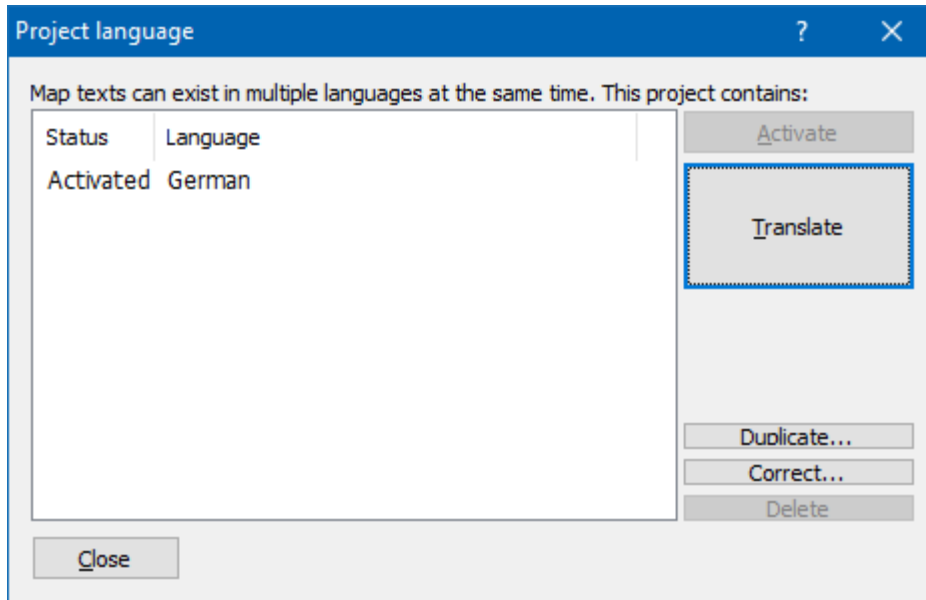 Project language
Map texts can exist in multiple languages at the same time. This project contains:
Status Language
Activated German
Activate
Translate
Duplicate...
Correct...
Delete
Close